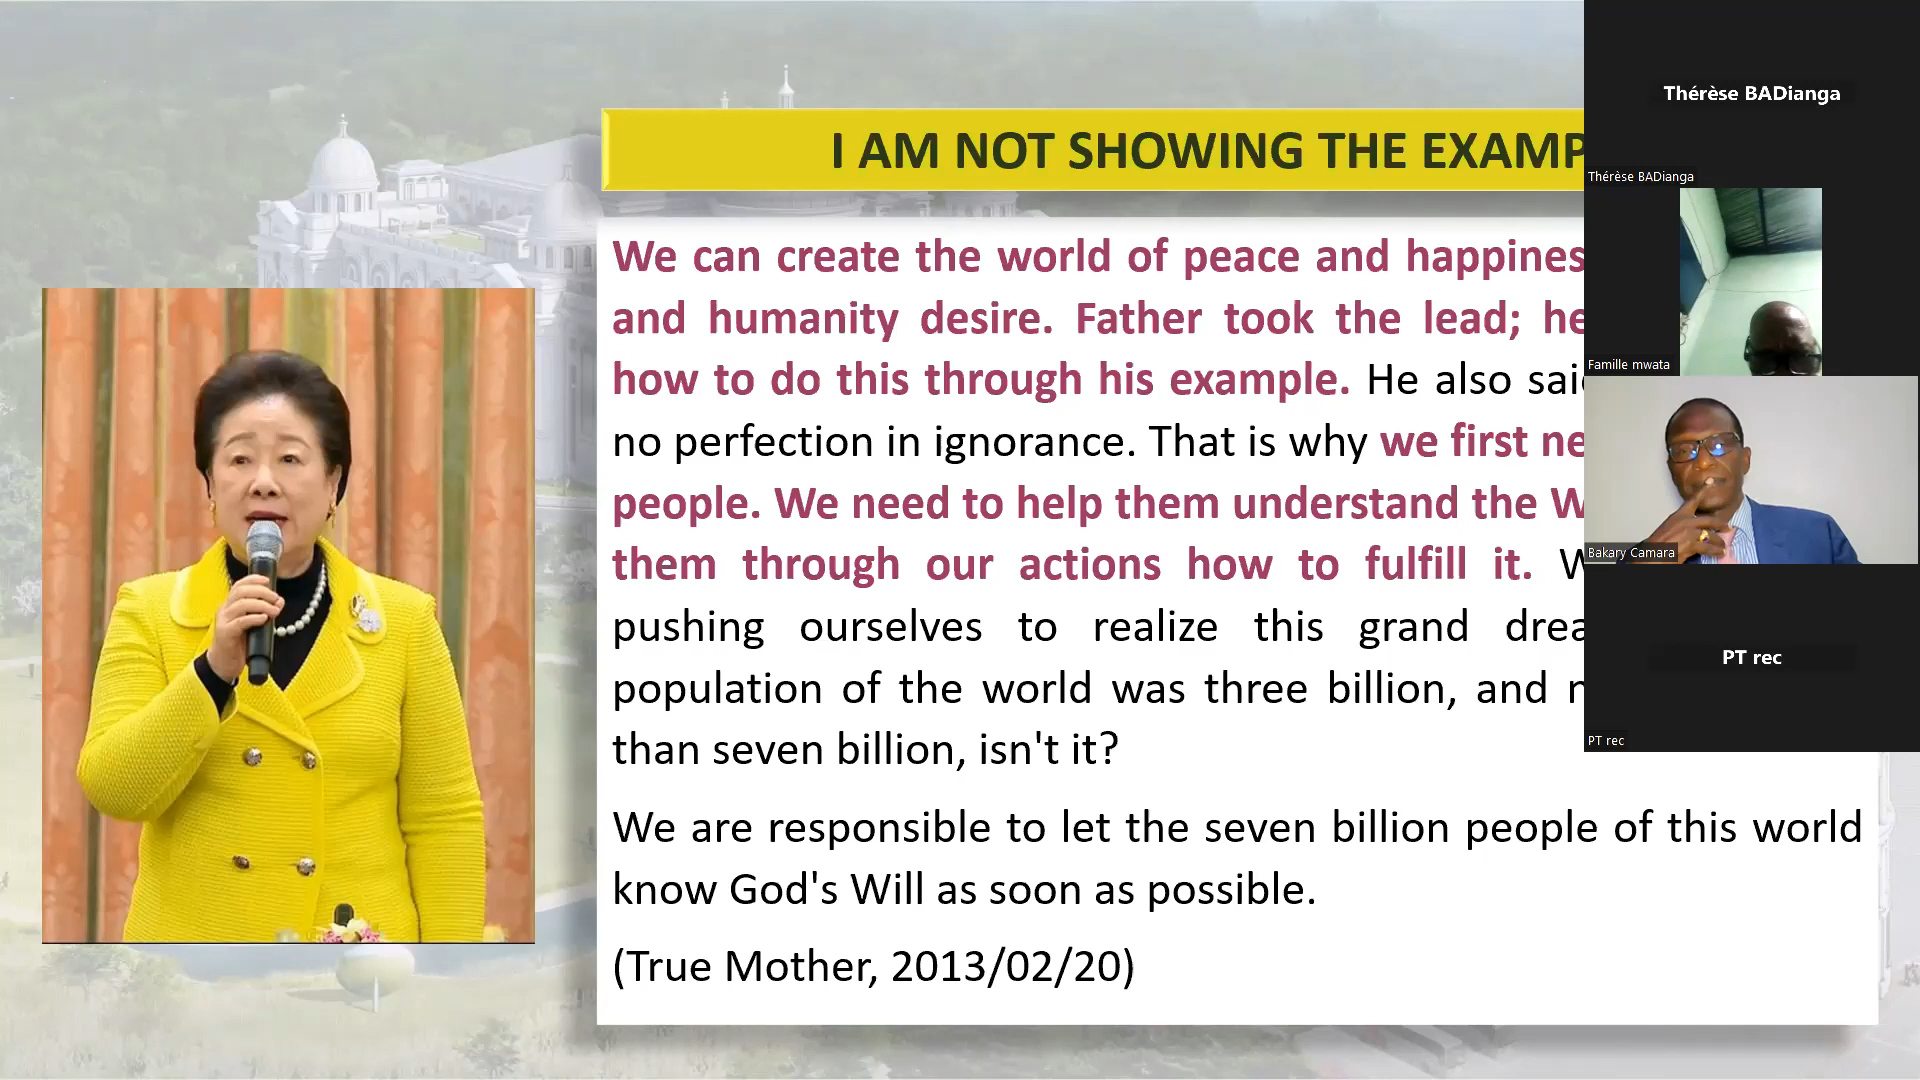 I AM NOT SHOWING THE
We can create the world of peace and
and humanity desire. Father took the lead; he
how to do this through his example. He also
no perfection in ignorance. That is why we first
people. We need to help them understand the
them through our actions how to fulfill it.
pushing ourselves to realize this grand
population of the world was three billion, and
than seven billion, isn't it?
We are responsible to let the seven billion people of this world
know God's Will as soon as possible.
(True Mother, 2013/02/20)
Thérèse BADianga
Thérèse BADianga
Famille mwata
Bakary Camara
PT rec
PT rec